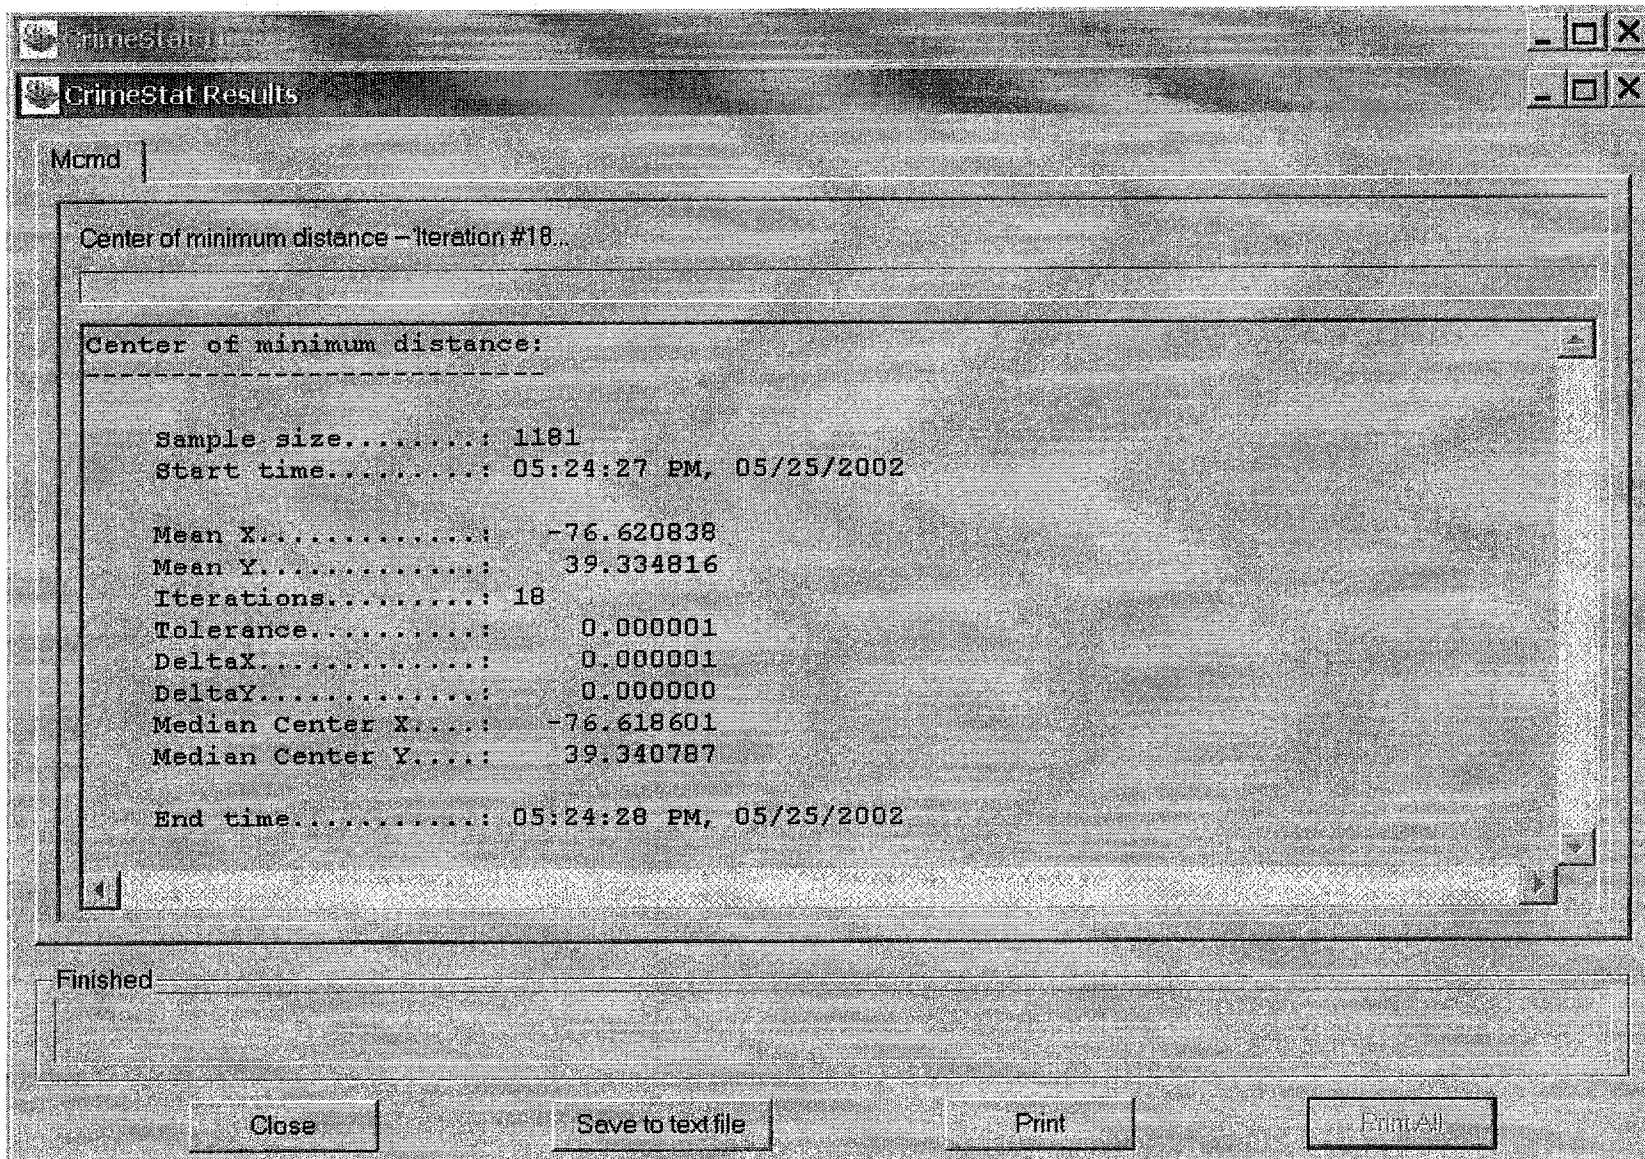 CrimeStat
CrimeStat Results
Mcmd
Center of minimum distance – Iteration #18...
Center of minimum distance:
---------------------------
Sample size........: 1181
Start time.........: 05:24:27 PM, 05/25/2002
Mean X.............: -76.620838
Mean Y.............: 39.334816
Iterations.........: 18
Tolerance..........: 0.000001
DeltaX.............: 0.000001
DeltaY.............: 0.000000
Median Center X....: -76.618601
Median Center Y....: 39.340787
End time...........: 05:24:28 PM, 05/25/2002
Finished
Close Save to text file Print Print All